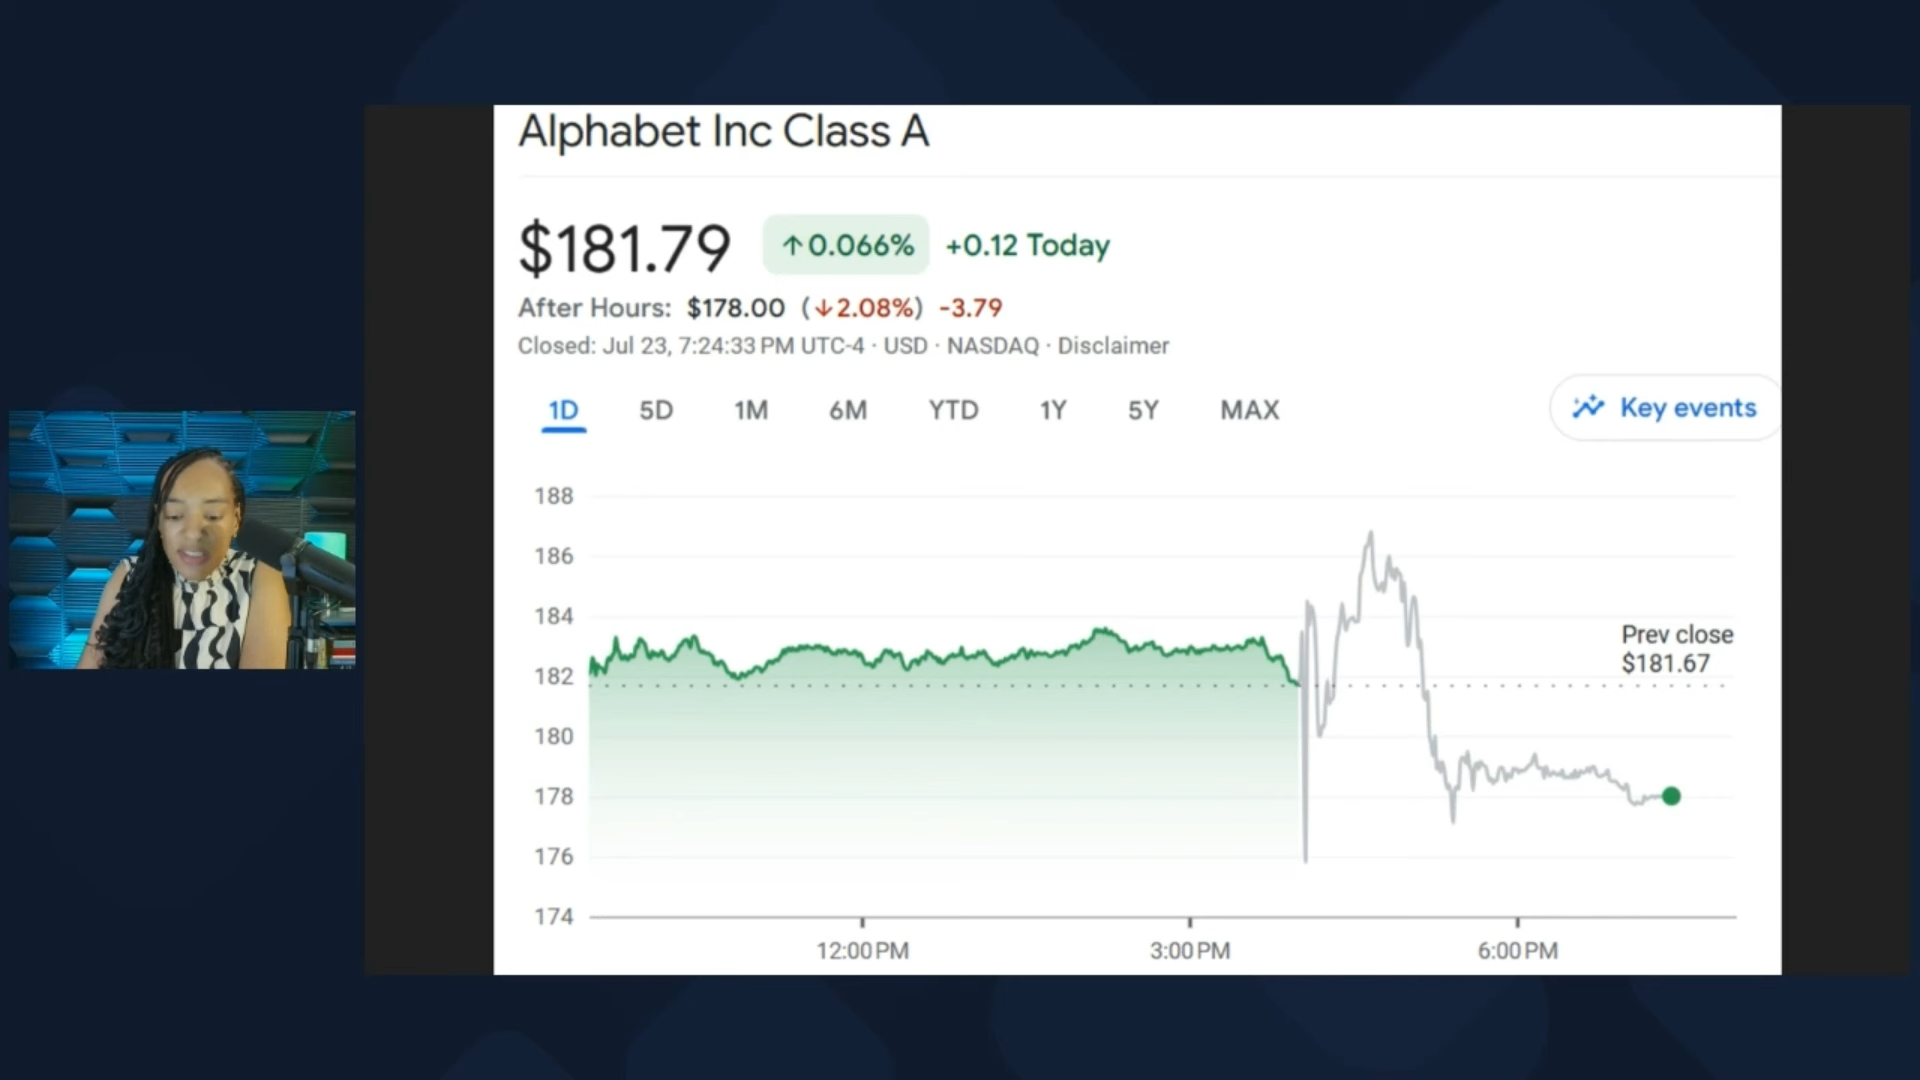 Alphabet Inc Class A
$181.79 ↑0.066% +0.12 Today
After Hours: $178.00 (↓2.08%) -3.79
Closed: Jul 23, 7:24:33 PM UTC-4 · USD · NASDAQ · Disclaimer
1D 5D 1M 6M YTD 1Y 5Y MAX Key events
188
186
184
Prev close
$181.67
182
180
178
176
174
12:00 PM 3:00 PM 6:00 PM